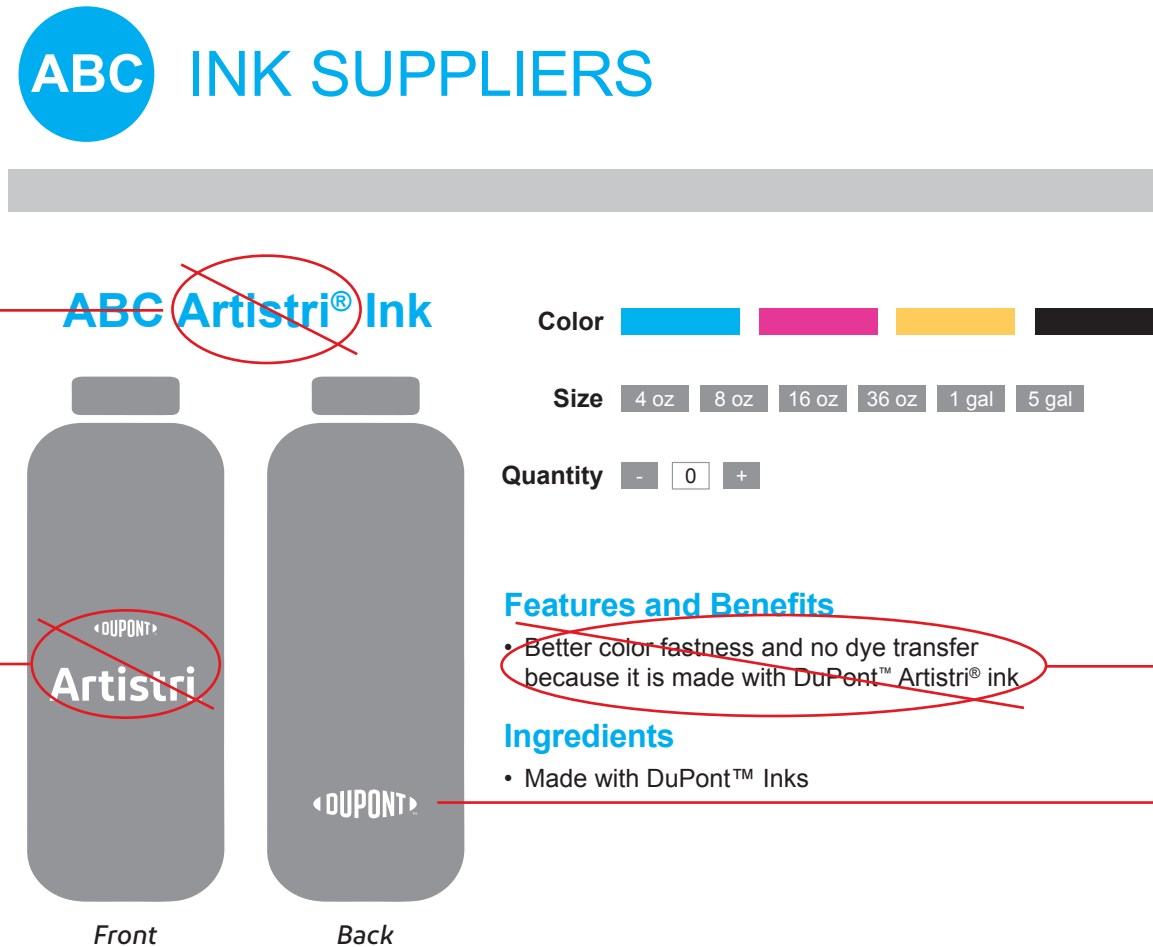 ABC INK SUPPLIERS
ABC Artistri® Ink
Color
Size 4 oz 8 oz 16 oz 36 oz 1 gal 5 gal
Quantity - 0 +
‹DUPONT›
Artistri
‹DUPONT›™
Front
Back
Features and Benefits
• Better color fastness and no dye transfer
because it is made with DuPont™ Artistri® ink
Ingredients
• Made with DuPont™ Inks